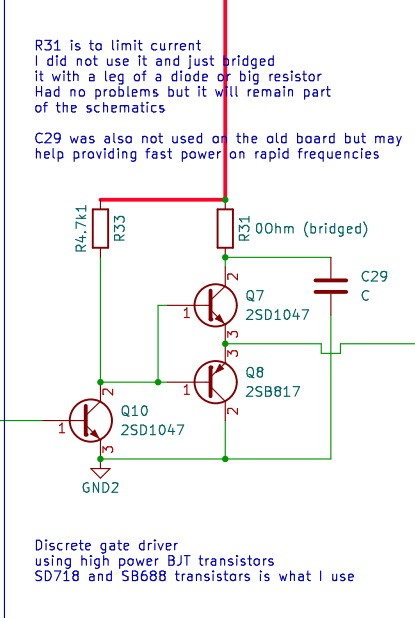 R31 is to limit current
I did not use it and just bridged
it with a leg of a diode or big resistor
Had no problems but it will remain part
of the schematics
C29 was also not used on the old board but may
help providing fast power on rapid frequencies
R4.7k1
R33
R31
0Ohm (bridged)
2
C29
C
Q7
2SD1047
1
3
3
Q8
2SB817
1
2
2
Q10
2SD1047
1
3
GND2
Discrete gate driver
using high power BJT transistors
SD718 and SB688 transistors is what I use